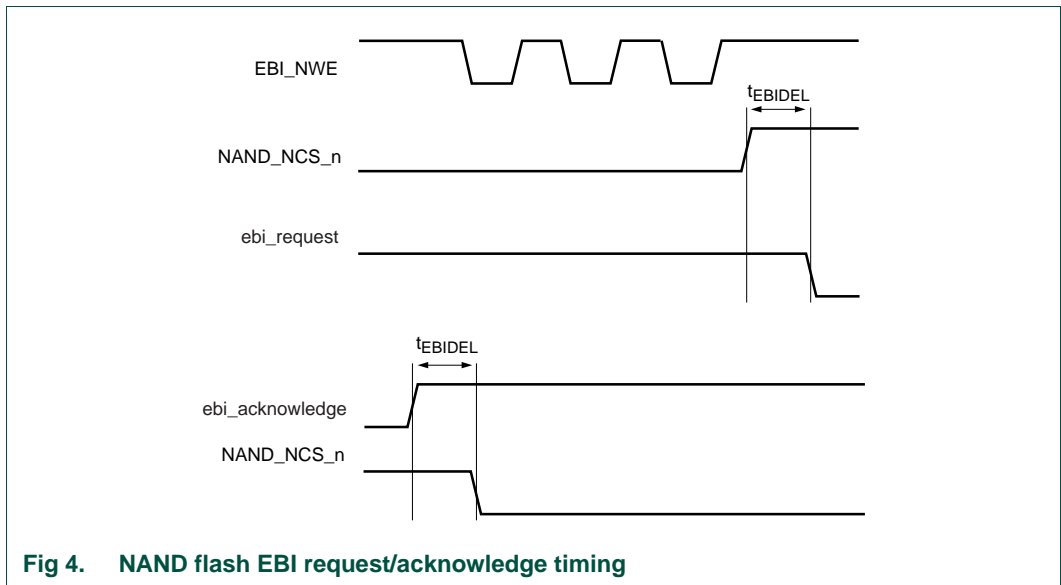 EBI_NWE
tEBIDEL
NAND_NCS_n
ebi_request
tEBIDEL
ebi_acknowledge
NAND_NCS_n
Fig 4. NAND flash EBI request/acknowledge timing